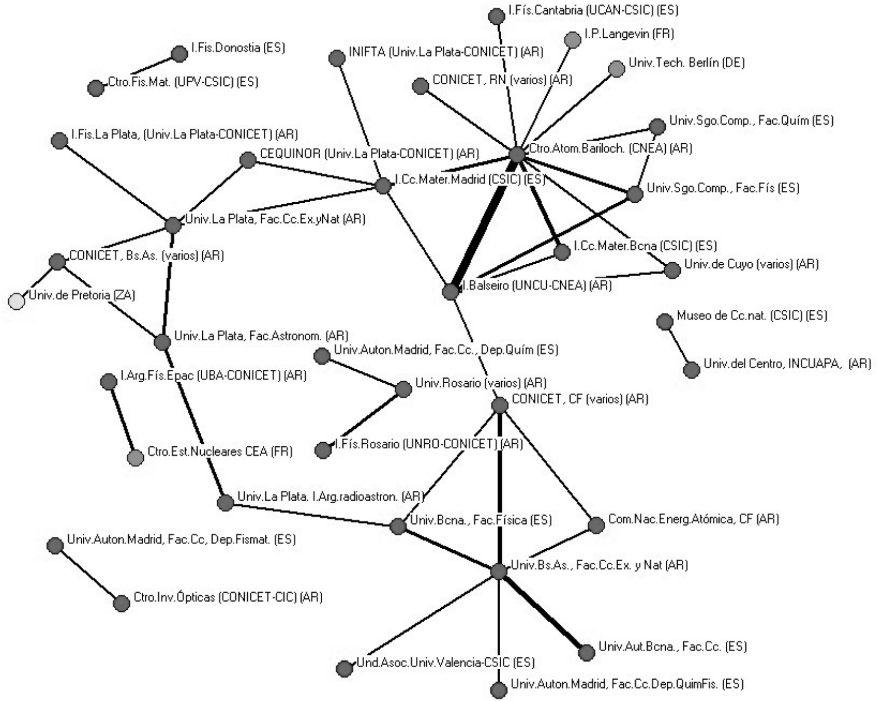 I.Fís.Cantabria (UCAN-CSIC) (ES)
I.P.Langevin (FR)
I.Fis.Donostia (ES)
INIFTA (Univ.La Plata-CONICET) (AR)
Univ.Tech. Berlín (DE)
Ctro.Fis.Mat. (UPV-CSIC) (ES)
CONICET, RN (varios) (AR)
Univ.Sgo.Comp., Fac.Quím (ES)
I.Fis.La Plata, (Univ.La Plata-CONICET) (AR)
Ctro.Atom.Bariloch. (CNEA) (AR)
CEQUINOR (Univ.La Plata-CONICET) (AR)
I.Cc.Mater.Madrid (CSIC) (ES)
Univ.Sgo.Comp., Fac.Fís (ES)
Univ.La Plata, Fac.Cc.Ex.yNat (AR)
I.Cc.Mater.Bcna (CSIC) (ES)
CONICET, Bs.As. (varios) (AR)
Univ.de Cuyo (varios) (AR)
I.Balseiro (UNCU-CNEA) (AR)
Univ.de Pretoria (ZA)
Museo de Cc.nat. (CSIC) (ES)
Univ.La Plata, Fac.Astronom. (AR)
Univ.Auton.Madrid, Fac.Cc., Dep.Quím (ES)
Univ.del Centro, INCUAPA, (AR)
I.Arg.Fís.Epac (UBA-CONICET) (AR)
Univ.Rosario (varios) (AR)
CONICET, CF (varios) (AR)
I.Fís.Rosario (UNRO-CONICET) (AR)
Ctro.Est.Nucleares CEA (FR)
Univ.La Plata. I.Arg.radioastron. (AR)
Univ.Bcna., Fac.Física (ES)
Com.Nac.Energ.Atómica, CF (AR)
Univ.Auton.Madrid, Fac.Cc, Dep.Fismat. (ES)
Univ.Bs.As., Fac.Cc.Ex. y Nat (AR)
Ctro.Inv.Ópticas (CONICET-CIC) (AR)
Univ.Aut.Bcna., Fac.Cc. (ES)
Und.Asoc.Univ.Valencia-CSIC (ES)
Univ.Auton.Madrid, Fac.Cc.Dep.QuimFis. (ES)